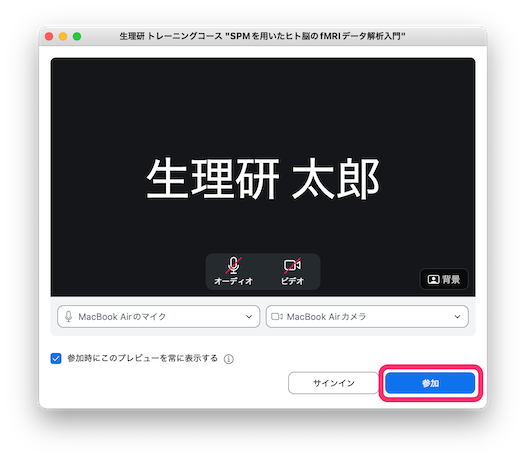 生理研 トレーニングコース "SPMを用いたヒト脳のfMRIデータ解析入門"
生理研 太郎
オーディオ
ビデオ
背景
MacBook Airのマイク
MacBook Airカメラ
参加時にこのプレビューを常に表示する
サインイン
参加